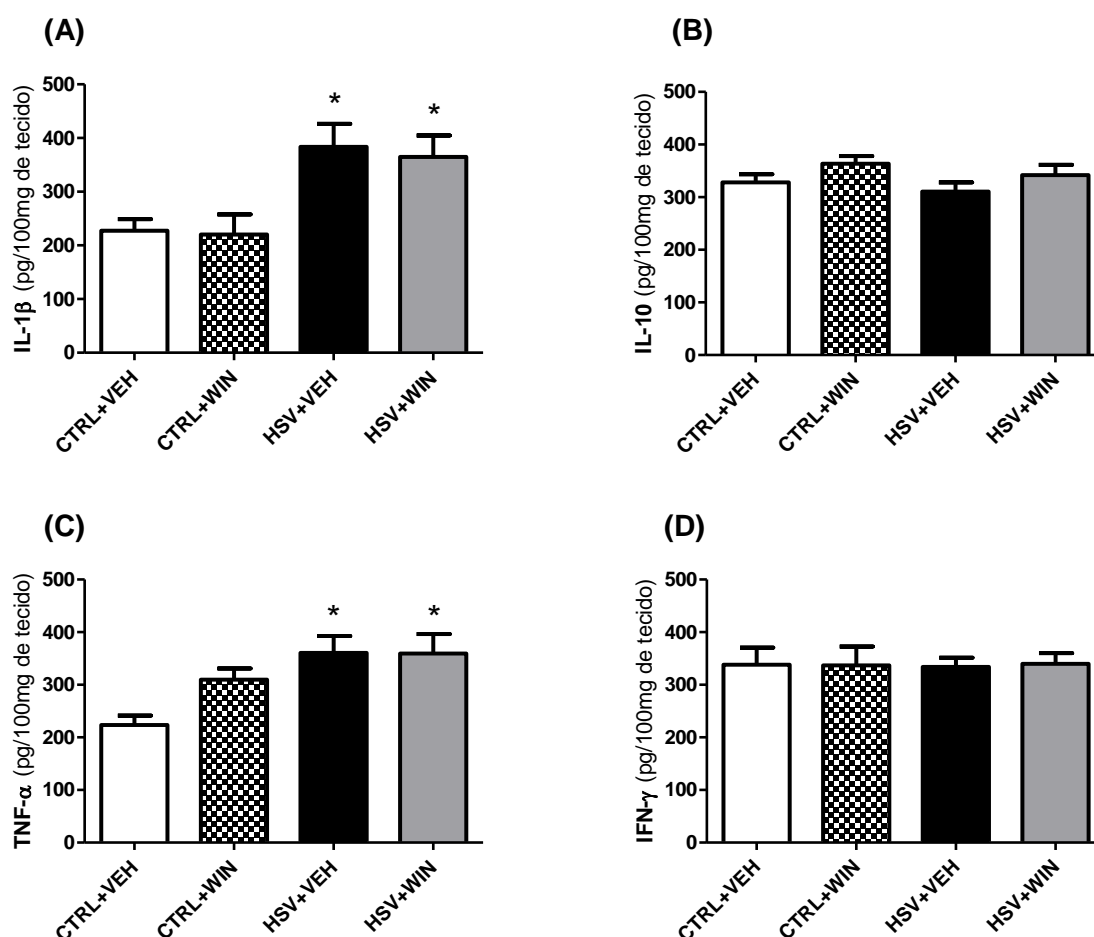 (A)
IL-1β (pg/100mg de tecido)
500
400
300
200
100
0
*
*
CTRL+VEH
CTRL+WIN
HSV+VEH
HSV+WIN
(B)
IL-10 (pg/100mg de tecido)
500
400
300
200
100
0
CTRL+VEH
CTRL+WIN
HSV+VEH
HSV+WIN
(C)
TNF-α (pg/100mg de tecido)
500
400
300
200
100
0
*
*
CTRL+VEH
CTRL+WIN
HSV+VEH
HSV+WIN
(D)
IFN-γ (pg/100mg de tecido)
500
400
300
200
100
0
CTRL+VEH
CTRL+WIN
HSV+VEH
HSV+WIN